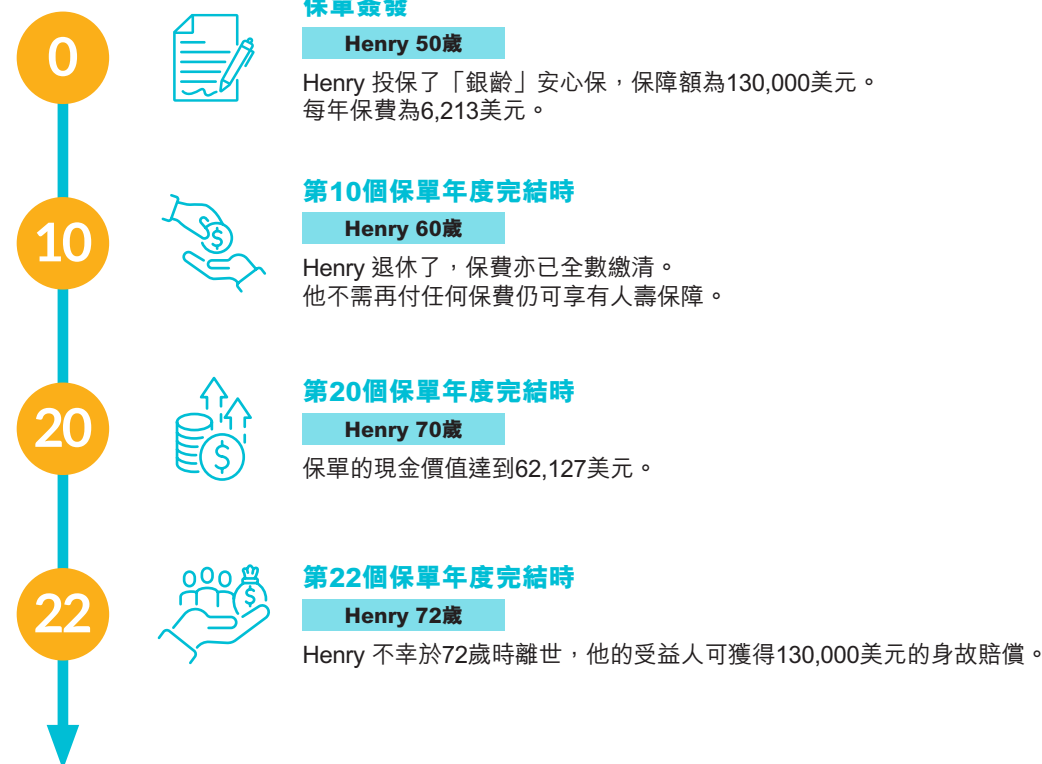 0
保單簽發
Henry 50歲
Henry 投保了「銀齡」安心保，保障額為130,000美元。
每年保費為6,213美元。
10
第10個保單年度完結時
Henry 60歲
Henry 退休了，保費亦已全數繳清。
他不需再付任何保費仍可享有人壽保障。
20
第20個保單年度完結時
Henry 70歲
保單的現金價值達到62,127美元。
22
第22個保單年度完結時
Henry 72歲
Henry 不幸於72歲時離世，他的受益人可獲得130,000美元的身故賠償。